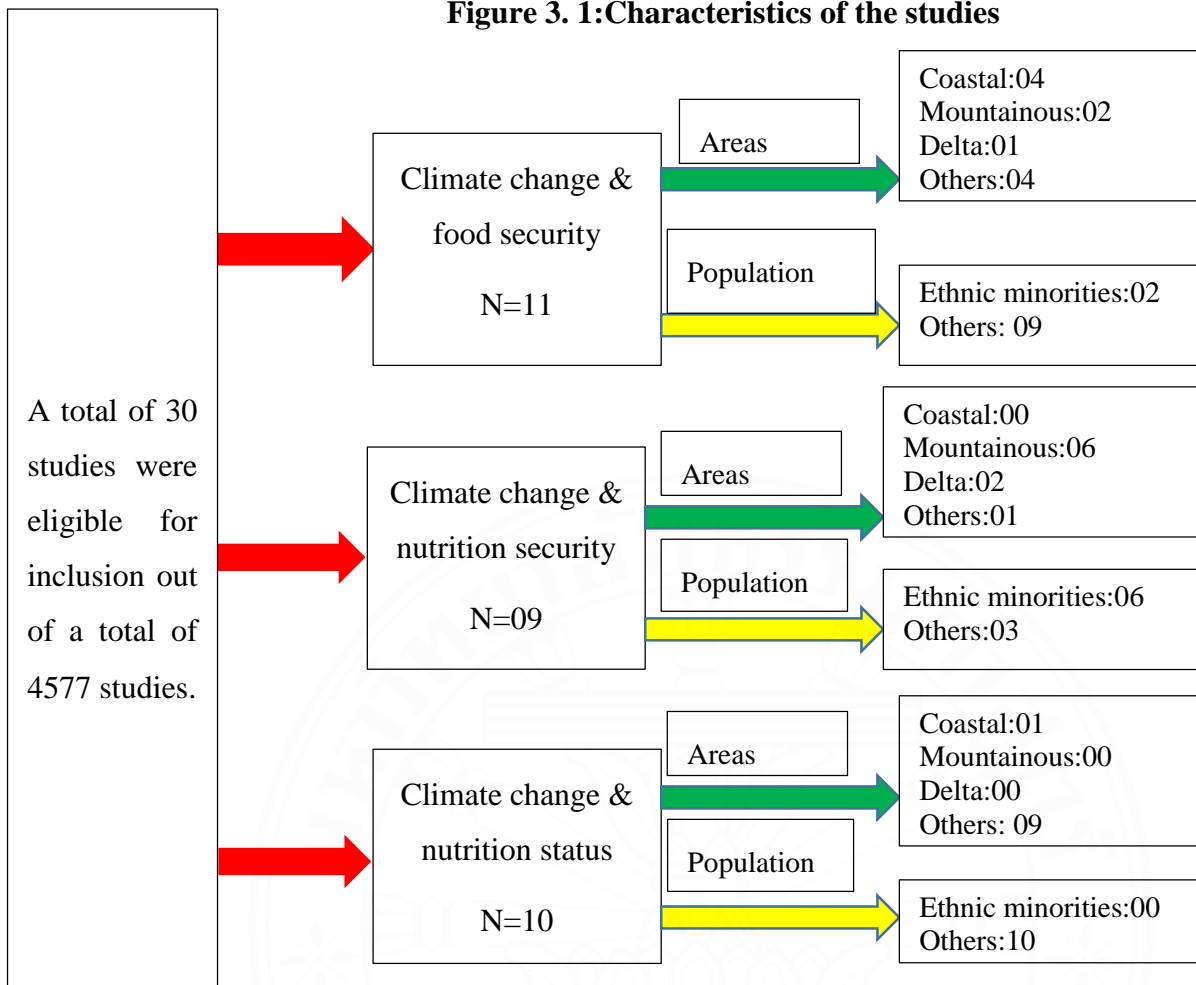 Figure 3. 1:Characteristics of the studies
A total of 30
studies were
eligible for
inclusion out
of a total of
4577 studies.
Climate change &
food security
N=11
Areas
Coastal:04
Mountainous:02
Delta:01
Others:04
Population
Ethnic minorities:02
Others: 09
Climate change &
nutrition security
N=09
Areas
Coastal:00
Mountainous:06
Delta:02
Others:01
Population
Ethnic minorities:06
Others:03
Climate change &
nutrition status
N=10
Areas
Coastal:01
Mountainous:00
Delta:00
Others: 09
Population
Ethnic minorities:00
Others:10